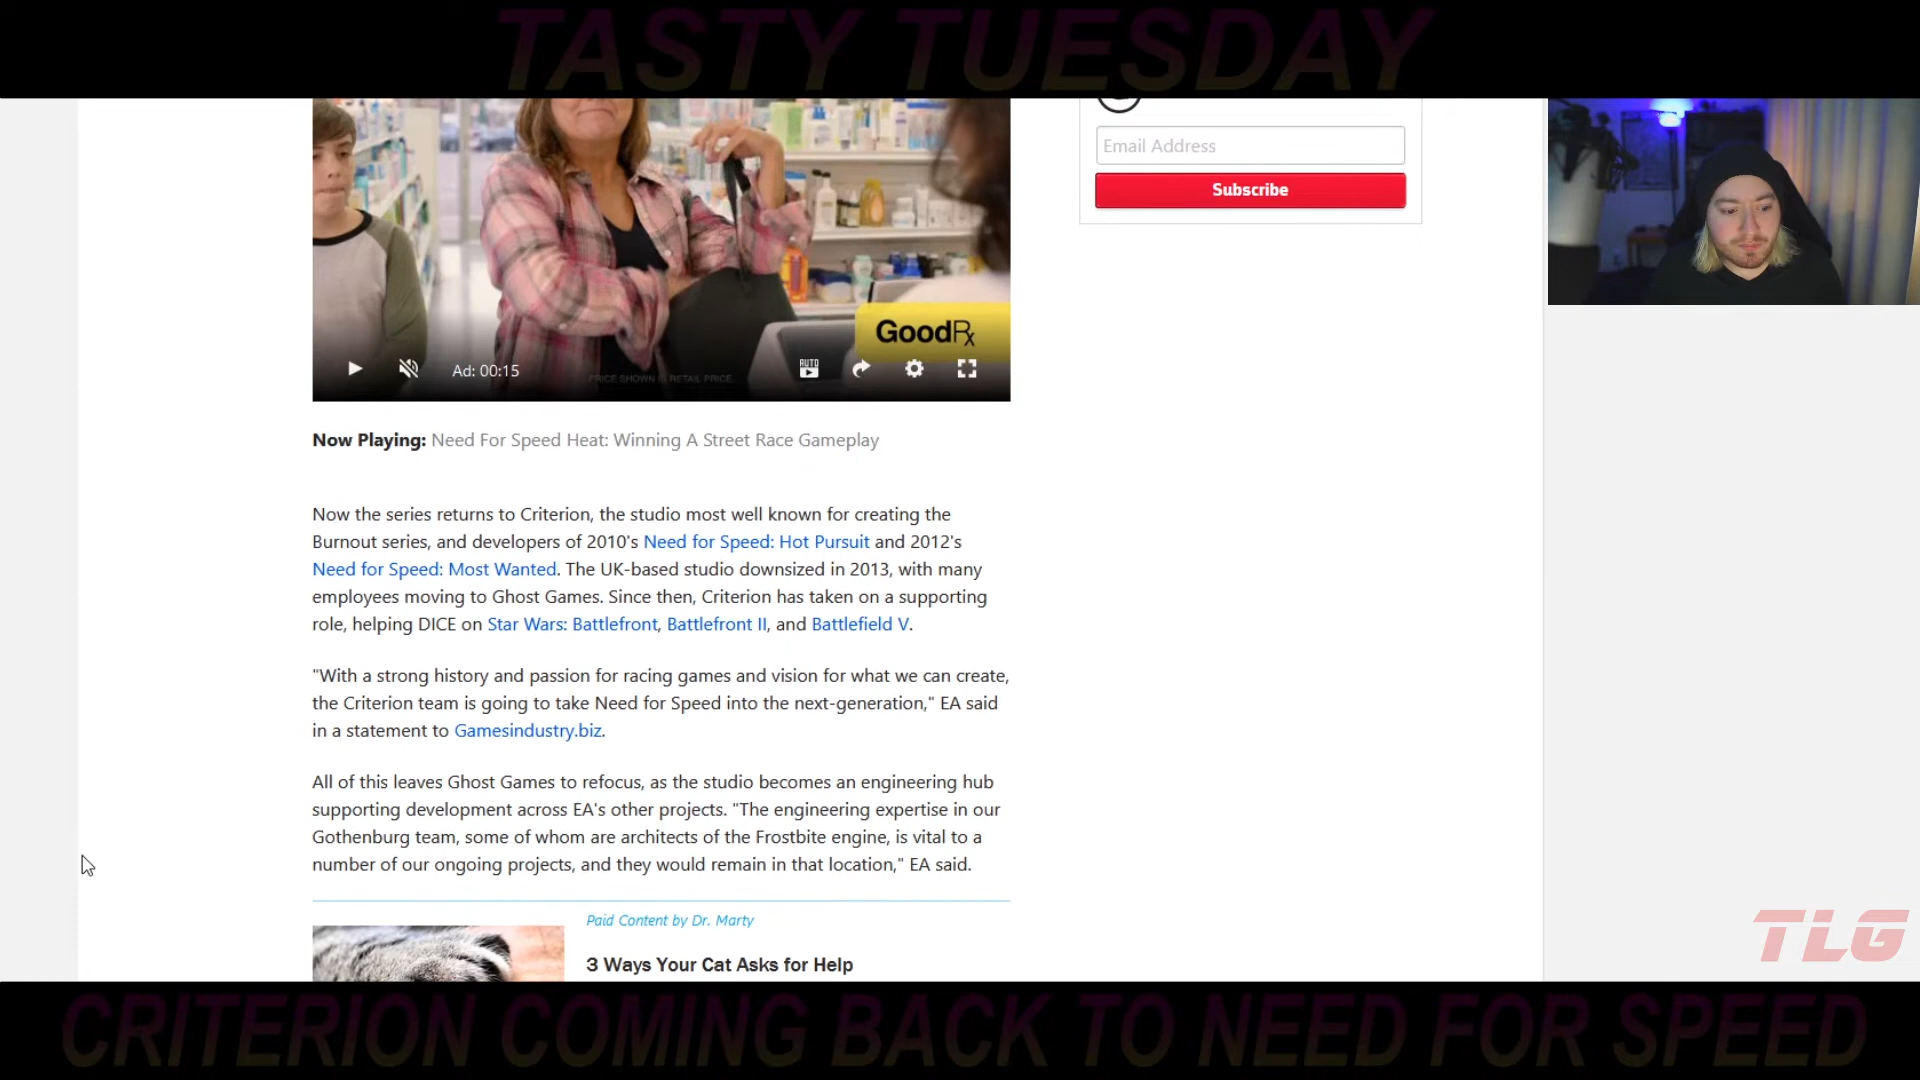 TASTY TUESDAY
Email Address
Subscribe
GoodRx
Ad: 00:15
AUTO
PRICE SHOWN IS RETAIL PRICE
Now Playing: Need For Speed Heat: Winning A Street Race Gameplay
Now the series returns to Criterion, the studio most well known for creating the
Burnout series, and developers of 2010's Need for Speed: Hot Pursuit and 2012's
Need for Speed: Most Wanted. The UK-based studio downsized in 2013, with many
employees moving to Ghost Games. Since then, Criterion has taken on a supporting
role, helping DICE on Star Wars: Battlefront, Battlefront II, and Battlefield V.
"With a strong history and passion for racing games and vision for what we can create,
the Criterion team is going to take Need for Speed into the next-generation," EA said
in a statement to Gamesindustry.biz.
All of this leaves Ghost Games to refocus, as the studio becomes an engineering hub
supporting development across EA's other projects. "The engineering expertise in our
Gothenburg team, some of whom are architects of the Frostbite engine, is vital to a
number of our ongoing projects, and they would remain in that location," EA said.
Paid Content by Dr. Marty
3 Ways Your Cat Asks for Help
TLG
CRITERION COMING BACK TO NEED FOR SPEED